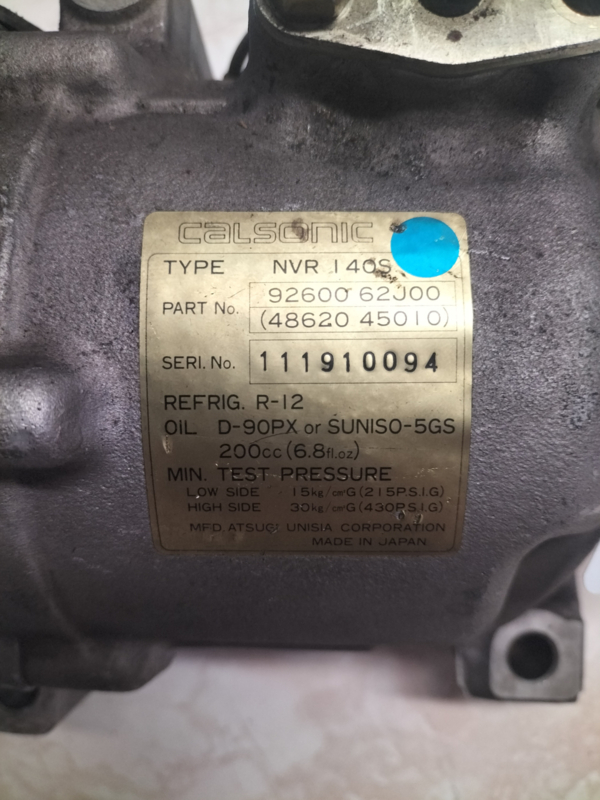 calsonic
TYPE NVR 140S
PART No. 92600 62J00
(48620 45010)
SERI. No. 111910094
REFRIG. R-12
OIL D-90PX or SUNISO-5GS
200cc (6.8fl.oz)
MIN. TEST PRESSURE
LOW SIDE 15kg/cm²G (215P.S.I.G)
HIGH SIDE 30kg/cm²G (430P.S.I.G)
MFD. ATSUGI UNISIA CORPORATION
MADE IN JAPAN